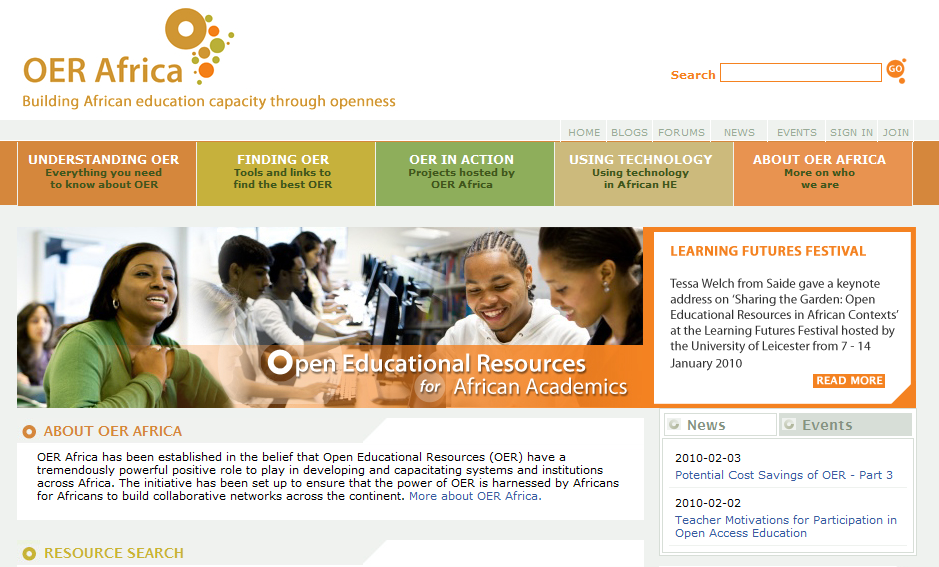 OER Africa
Building African education capacity through openness
Search
GO
HOME BLOGS FORUMS NEWS EVENTS SIGN IN JOIN
UNDERSTANDING OER
Everything you need
to know about OER
FINDING OER
Tools and links to
find the best OER
OER IN ACTION
Projects hosted by
OER Africa
USING TECHNOLOGY
Using technology
in African HE
ABOUT OER AFRICA
More on who
we are
Open Educational Resources
for African Academics
LEARNING FUTURES FESTIVAL
Tessa Welch from Saide gave a keynote
address on ‘Sharing the Garden: Open
Educational Resources in African Contexts’
at the Learning Futures Festival hosted by
the University of Leicester from 7 - 14
January 2010
READ MORE
ABOUT OER AFRICA
OER Africa has been established in the belief that Open Educational Resources (OER) have a
tremendously powerful positive role to play in developing and capacitating systems and institutions
across Africa. The initiative has been set up to ensure that the power of OER is harnessed by Africans
for Africans to build collaborative networks across the continent. More about OER Africa.
RESOURCE SEARCH
News
Events
2010-02-03
Potential Cost Savings of OER - Part 3
2010-02-02
Teacher Motivations for Participation in
Open Access Education